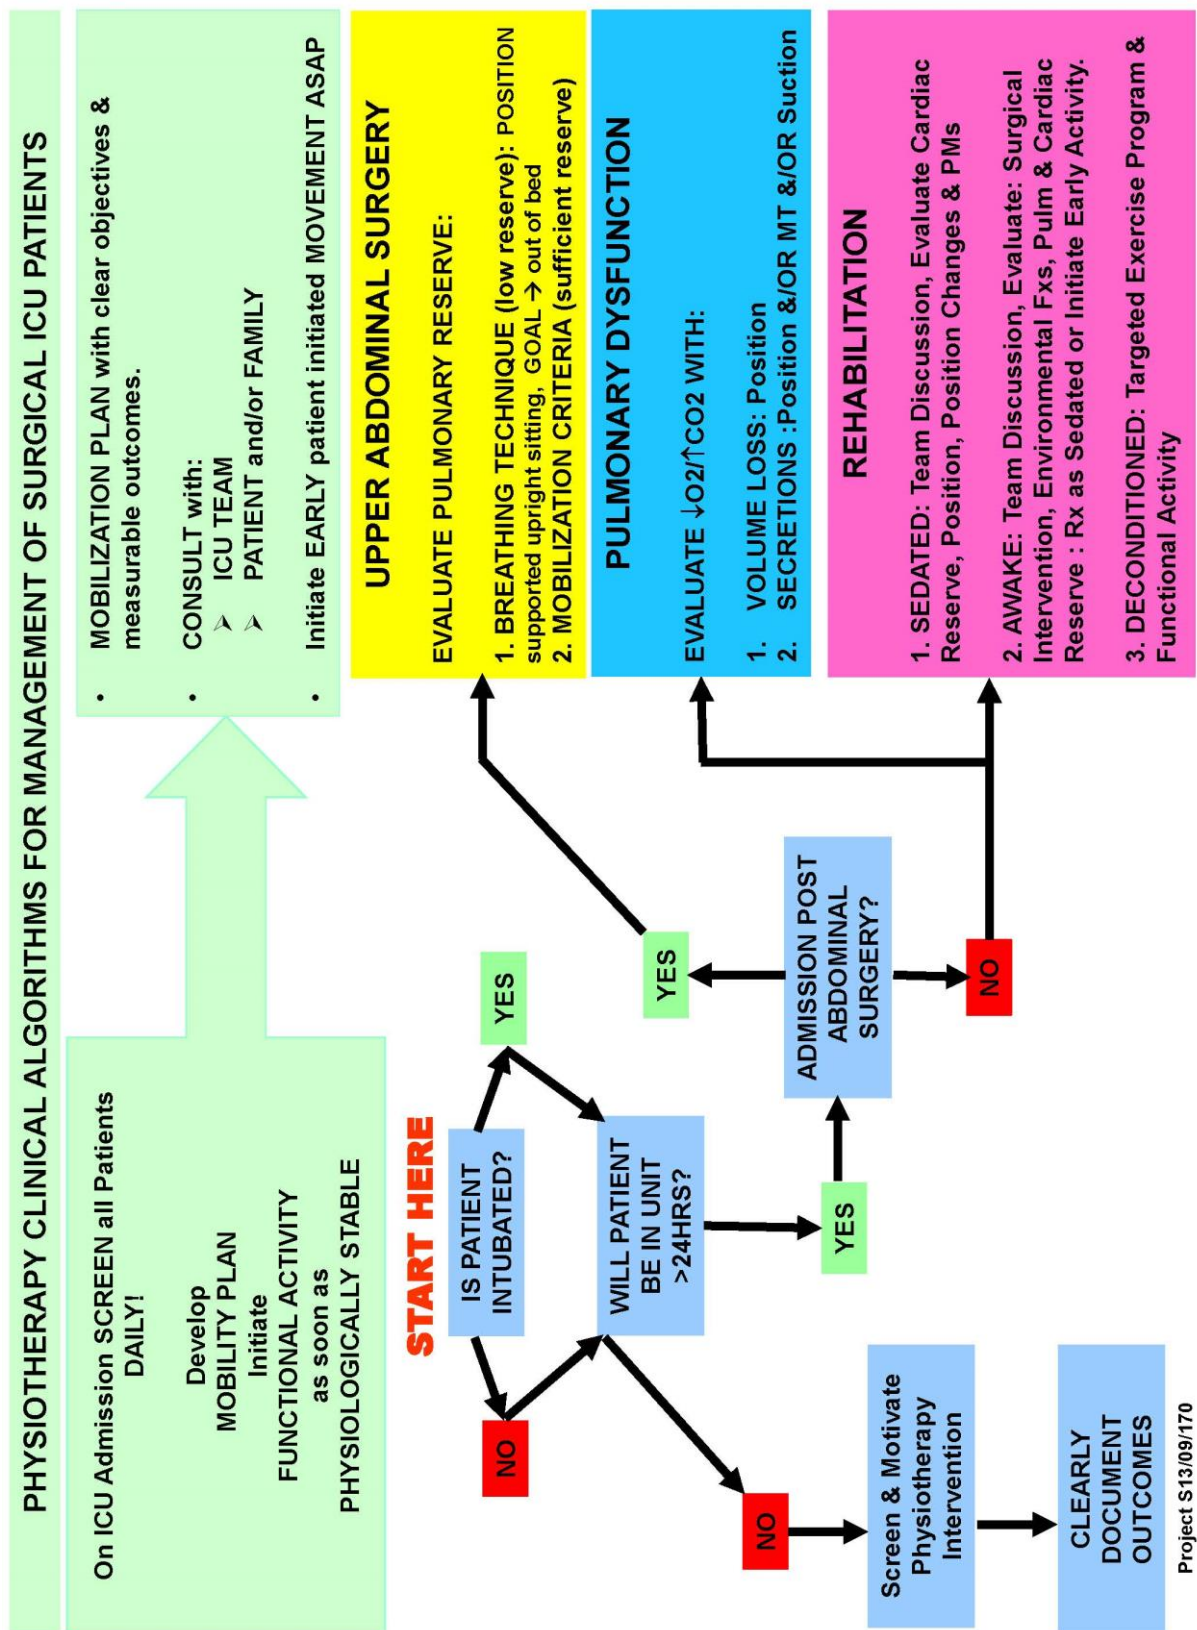 PHYSIOTHERAPY CLINICAL ALGORITHMS FOR MANAGEMENT OF SURGICAL ICU PATIENTS
On ICU Admission SCREEN all Patients
DAILY!
Develop
MOBILITY PLAN
Initiate
FUNCTIONAL ACTIVITY
as soon as
PHYSIOLOGICALLY STABLE
• MOBILIZATION PLAN with clear objectives &
measurable outcomes.
• CONSULT with:
➢ ICU TEAM
➢ PATIENT and/or FAMILY
• Initiate EARLY patient initiated MOVEMENT ASAP
START HERE
IS PATIENT
INTUBATED?
NO
YES
WILL PATIENT
BE IN UNIT
>24HRS?
NO
YES
Screen & Motivate
Physiotherapy
Intervention
CLEARLY
DOCUMENT
OUTCOMES
ADMISSION POST
ABDOMINAL
SURGERY?
YES
NO
UPPER ABDOMINAL SURGERY
EVALUATE PULMONARY RESERVE:
1. BREATHING TECHNIQUE (low reserve): POSITION
supported upright sitting, GOAL → out of bed
2. MOBILIZATION CRITERIA (sufficient reserve)
PULMONARY DYSFUNCTION
EVALUATE ↓O2/↑CO2 WITH:
1. VOLUME LOSS: Position
2. SECRETIONS :Position &/OR MT &/OR Suction
REHABILITATION
1. SEDATED: Team Discussion, Evaluate Cardiac
Reserve, Position, Position Changes & PMs
2. AWAKE: Team Discussion, Evaluate: Surgical
Intervention, Environmental Fxs, Pulm & Cardiac
Reserve : Rx as Sedated or Initiate Early Activity.
3. DECONDITIONED: Targeted Exercise Program &
Functional Activity
Project S13/09/170